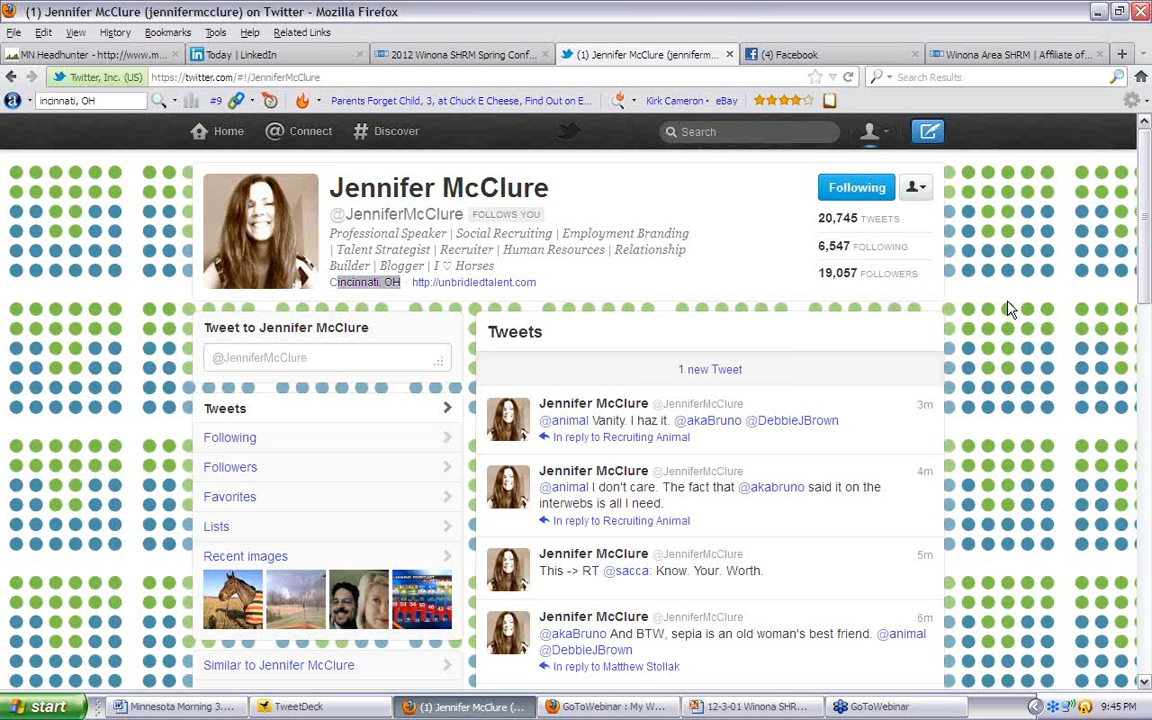 (1) Jennifer McClure (jennifermcclure) on Twitter - Mozilla Firefox
File Edit View History Bookmarks Tools Help Related Links
MN Headhunter - http://www.m... Today | LinkedIn 2012 Winona SHRM Spring Conf... (1) Jennifer McClure (jenniferm... (4) Facebook Winona Area SHRM | Affiliate of...
Twitter, Inc. (US) https://twitter.com/#!/JenniferMcClure Search Results
incinnati, OH #9 Parents Forget Child, 3, at Chuck E Cheese, Find Out on E... Kirk Cameron eBay
Home Connect Discover Search
Jennifer McClure
@JenniferMcClure FOLLOWS YOU
Professional Speaker | Social Recruiting | Employment Branding
| Talent Strategist | Recruiter | Human Resources | Relationship
Builder | Blogger | I ♡ Horses
Cincinnati, OH · http://unbridledtalent.com
Following
20,745 TWEETS
6,547 FOLLOWING
19,057 FOLLOWERS
Tweet to Jennifer McClure
@JenniferMcClure
Tweets
Following
Followers
Favorites
Lists
Recent images
Similar to Jennifer McClure
Tweets
1 new Tweet
Jennifer McClure @JenniferMcClure 3m
@animal Vanity. I haz it. @akaBruno @DebbieJBrown
In reply to Recruiting Animal
Jennifer McClure @JenniferMcClure 4m
@animal I don't care. The fact that @akabruno said it on the
interwebs is all I need.
In reply to Recruiting Animal
Jennifer McClure @JenniferMcClure 5m
This -> RT @sacca: Know. Your. Worth.
Jennifer McClure @JenniferMcClure 6m
@akaBruno And BTW, sepia is an old woman's best friend. @animal
@DebbieJBrown
In reply to Matthew Stollak
start Minnesota Morning 3.... TweetDeck (1) Jennifer McClure (... GoToWebinar : My W... 12-3-01 Winona SHR... GoToWebinar 9:45 PM